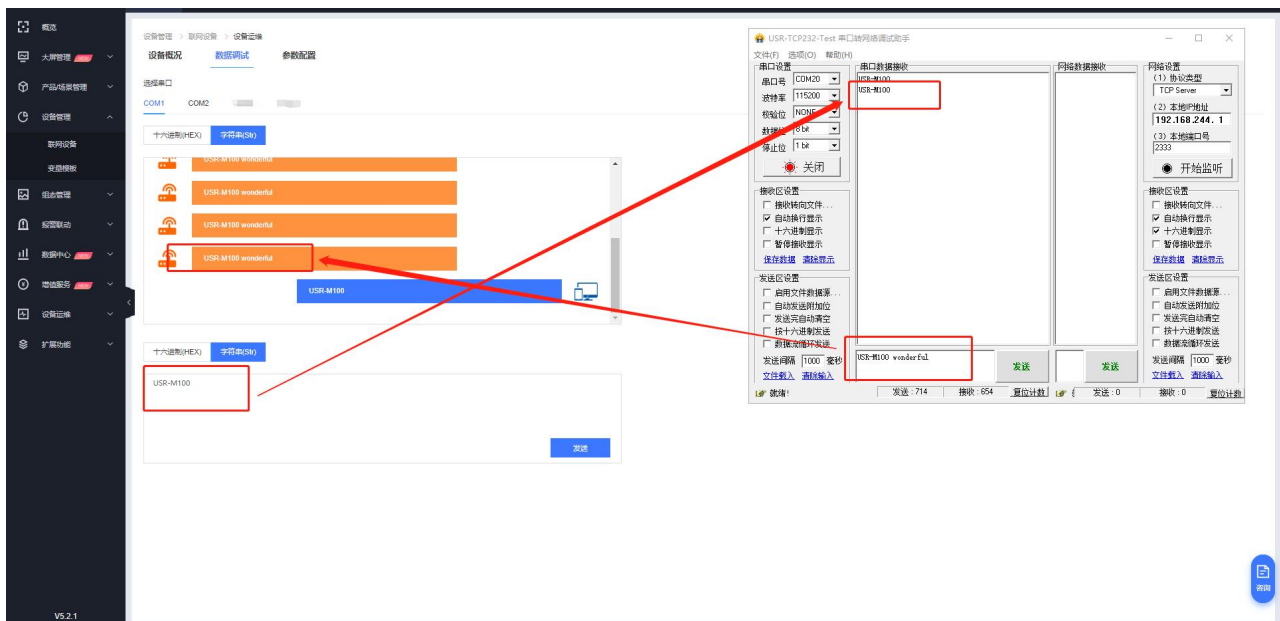 概览
大屏管理
产品/场景管理
设备管理
联网设备
变量模板
组态管理
报警联动
数据中心
增值服务
设备运维
扩展功能
V5.2.1
设备管理 > 联网设备 > 设备运维
设备概况 数据调试 参数配置
选择串口
COM1 COM2
十六进制(HEX) 字符串(Str)
USR-M100 wonderful
USR-M100 wonderful
USR-M100 wonderful
USR-M100 wonderful
USR-M100
十六进制(HEX) 字符串(Str)
USR-M100
发送
USR-TCP232-Test 串口转网络调试助手
文件(F) 选项(O) 帮助(H)
串口设置
串口号 COM20
波特率 115200
校验位 NONE
数据位 8 bit
停止位 1 bit
关闭
接收区设置
接收转向文件...
自动换行显示
十六进制显示
暂停接收显示
保存数据 清除显示
发送区设置
启用文件数据源...
自动发送附加位
发送完自动清空
按十六进制发送
数据流循环发送
发送间隔 1000 毫秒
文件载入 清除输入
就绪!
串口数据接收
USR-M100
USR-M100
USR-M100 wonderful
发送
发送 : 714 接收 : 654 复位计数
网络数据接收
发送
发送 : 0 接收 : 0 复位计数
网络设置
(1) 协议类型
TCP Server
(2) 本地IP地址
192.168.244. 1
(3) 本地端口号
2333
开始监听
接收区设置
接收转向文件...
自动换行显示
十六进制显示
暂停接收显示
保存数据 清除显示
发送区设置
启用文件数据源...
自动发送附加位
发送完自动清空
按十六进制发送
数据流循环发送
发送间隔 1000 毫秒
文件载入 清除输入
咨询